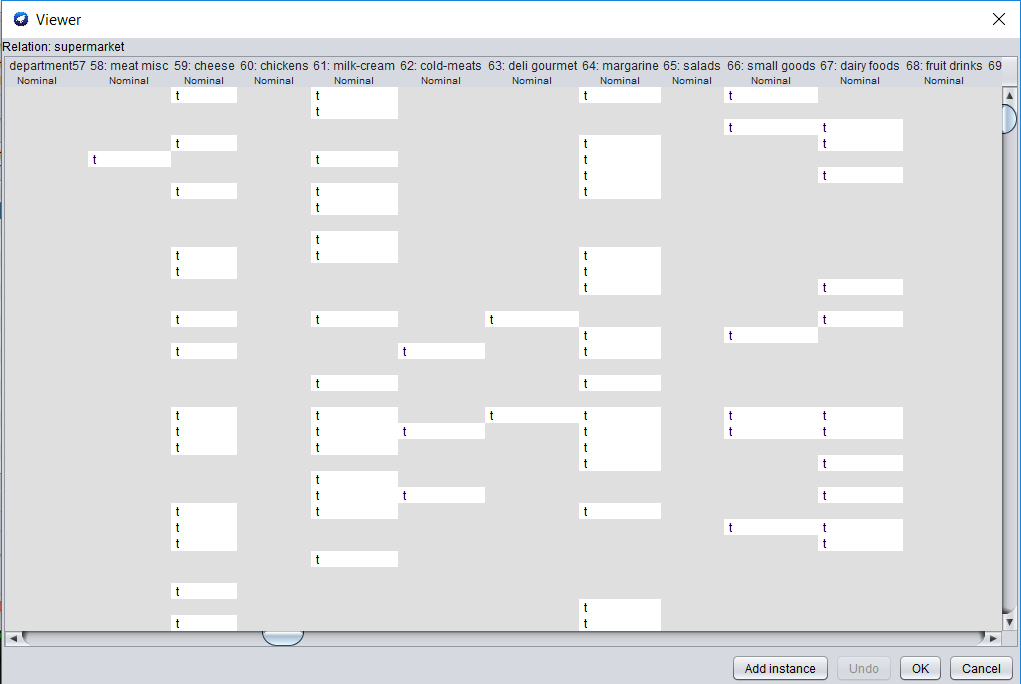 Viewer
Relation: supermarket
department57 58: meat misc 59: cheese 60: chickens 61: milk-cream 62: cold-meats 63: deli gourmet 64: margarine 65: salads 66: small goods 67: dairy foods 68: fruit drinks 69
Nominal Nominal Nominal Nominal Nominal Nominal Nominal Nominal Nominal Nominal Nominal Nominal
t t t t
t
t t
t t t
t t t
t t
t t t
t
t
t t t
t t
t t
t t t t
t t
t t t
t t
t t t t t t
t t t t t t
t t t
t t
t
t t t
t t t
t t t
t t
t
t
t
t t
Add instance Undo OK Cancel